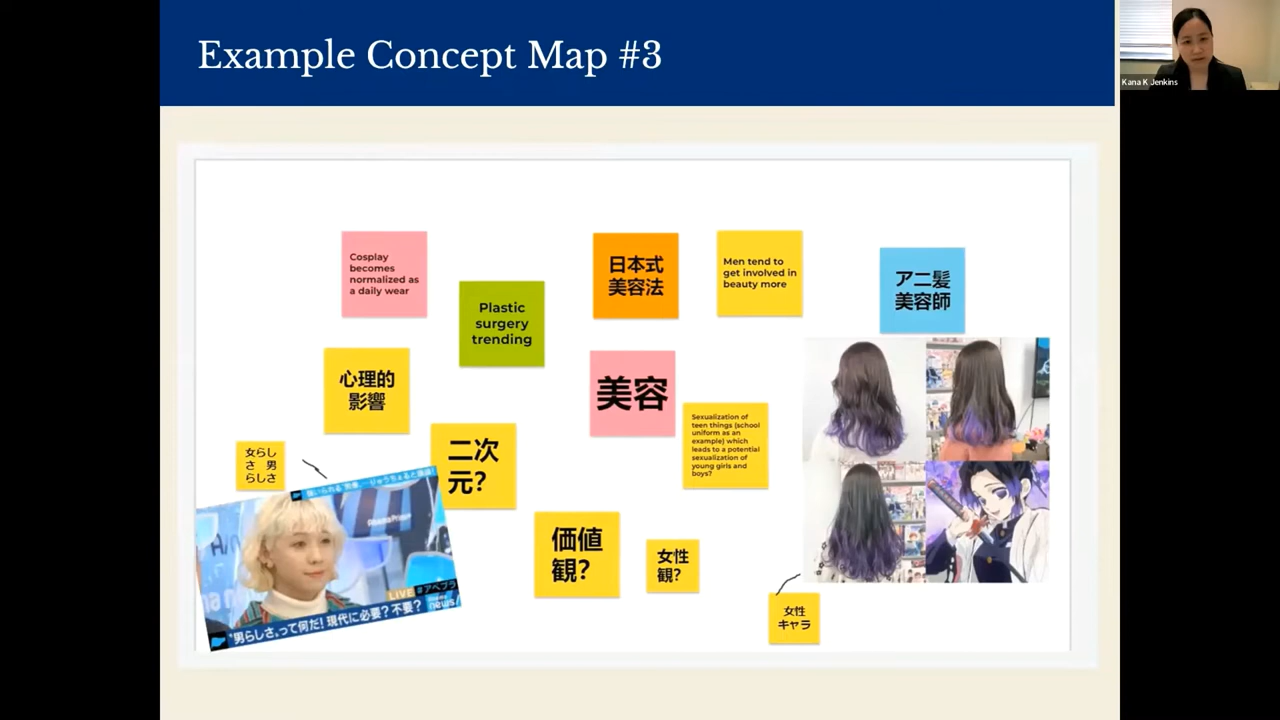 Example Concept Map #3
Kana K Jenkins
Cosplay
becomes
normalized as
a daily wear
Plastic
surgery
trending
日本式
美容法
Men tend to
get involved in
beauty more
アニ髪
美容師
心理的
影響
美容
Sexualization of
teen things (school
uniform as an
example) which
leads to a potential
sexualization of
young girls and
boys?
二次
元?
女らし
さ 男
らしさ
価値
観?
女性
観?
女性
キャラ
AbemaPrime
LIVE #アベプラ
news
"男らしさ"って何だ! 現代に必要? 不要?